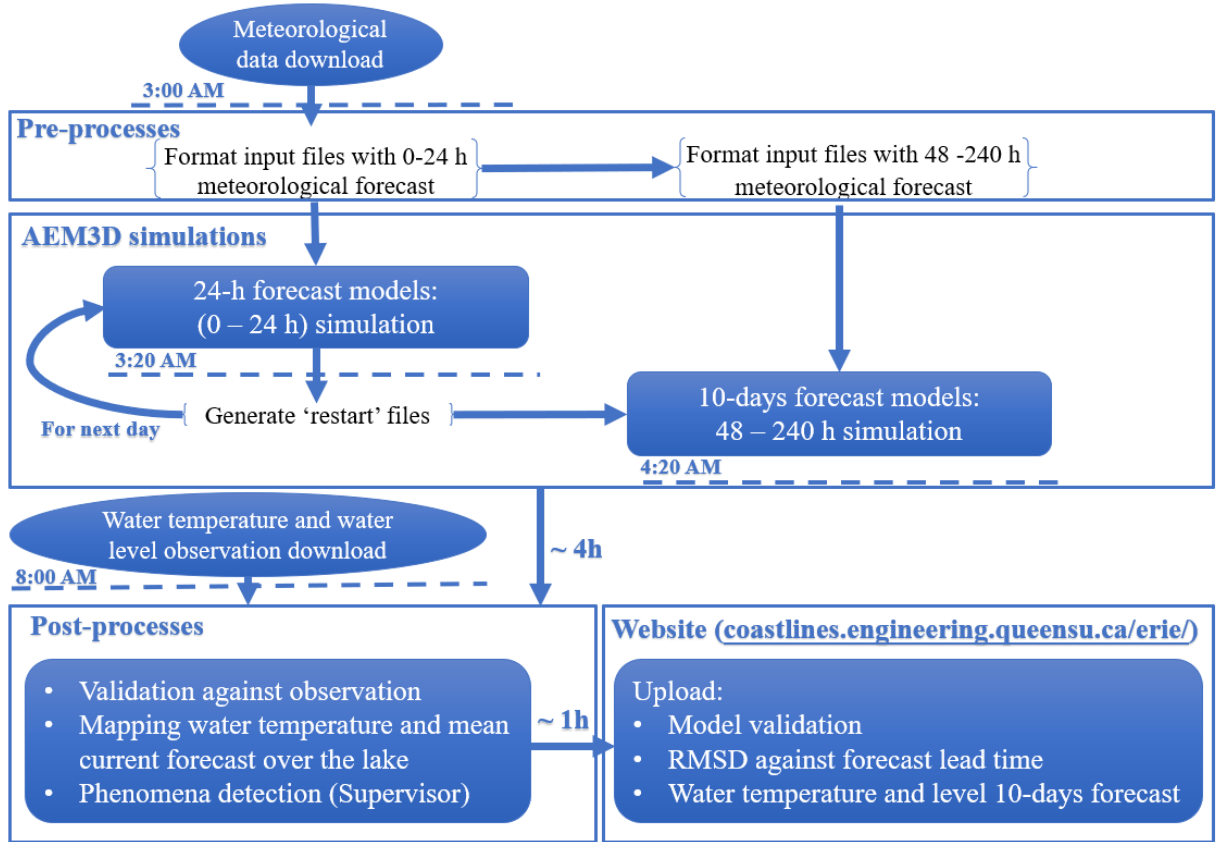 Meteorological
data download
3:00 AM
Pre-processes
Format input files with 0-24 h
meteorological forecast
Format input files with 48 -240 h
meteorological forecast
AEM3D simulations
24-h forecast models:
(0 – 24 h) simulation
3:20 AM
Generate ‘restart’ files
For next day
10-days forecast models:
48 – 240 h simulation
4:20 AM
Water temperature and water
level observation download
~ 4h
8:00 AM
Post-processes
• Validation against observation
• Mapping water temperature and mean
current forecast over the lake
• Phenomena detection (Supervisor)
~ 1h
Website (coastlines.engineering.queensu.ca/erie/)
Upload:
• Model validation
• RMSD against forecast lead time
• Water temperature and level 10-days forecast